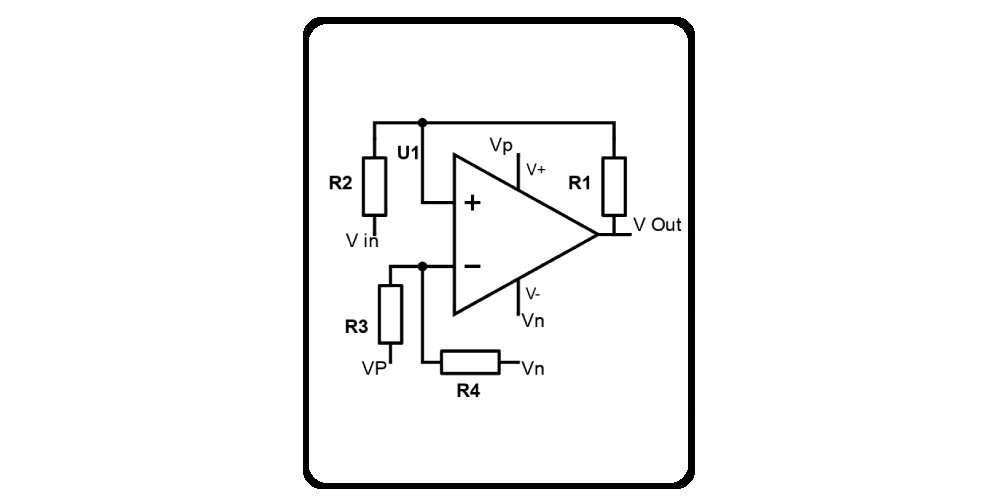 Vp
U1
V+
R2
R1
+
V Out
V in
−
V-
Vn
R3
VP
Vn
R4